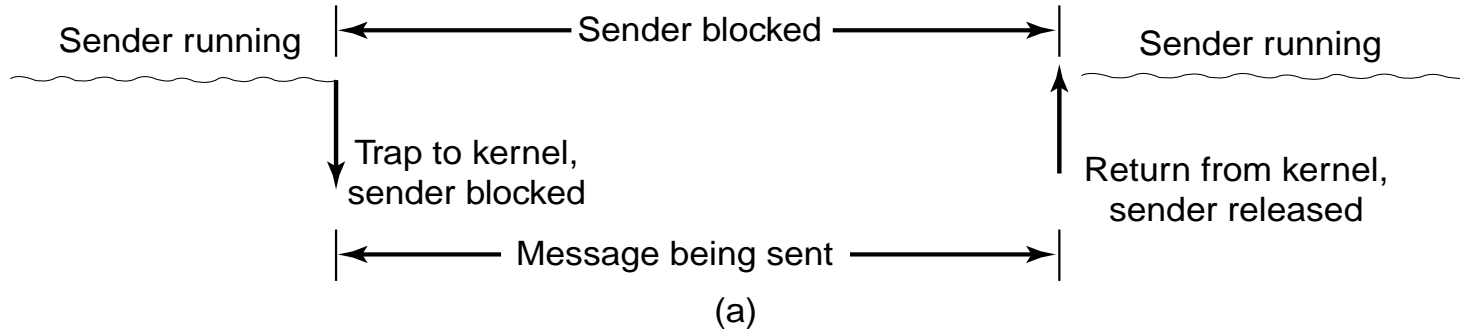 Sender running
Sender blocked
Sender running
Trap to kernel,
sender blocked
Return from kernel,
sender released
Message being sent
(a)